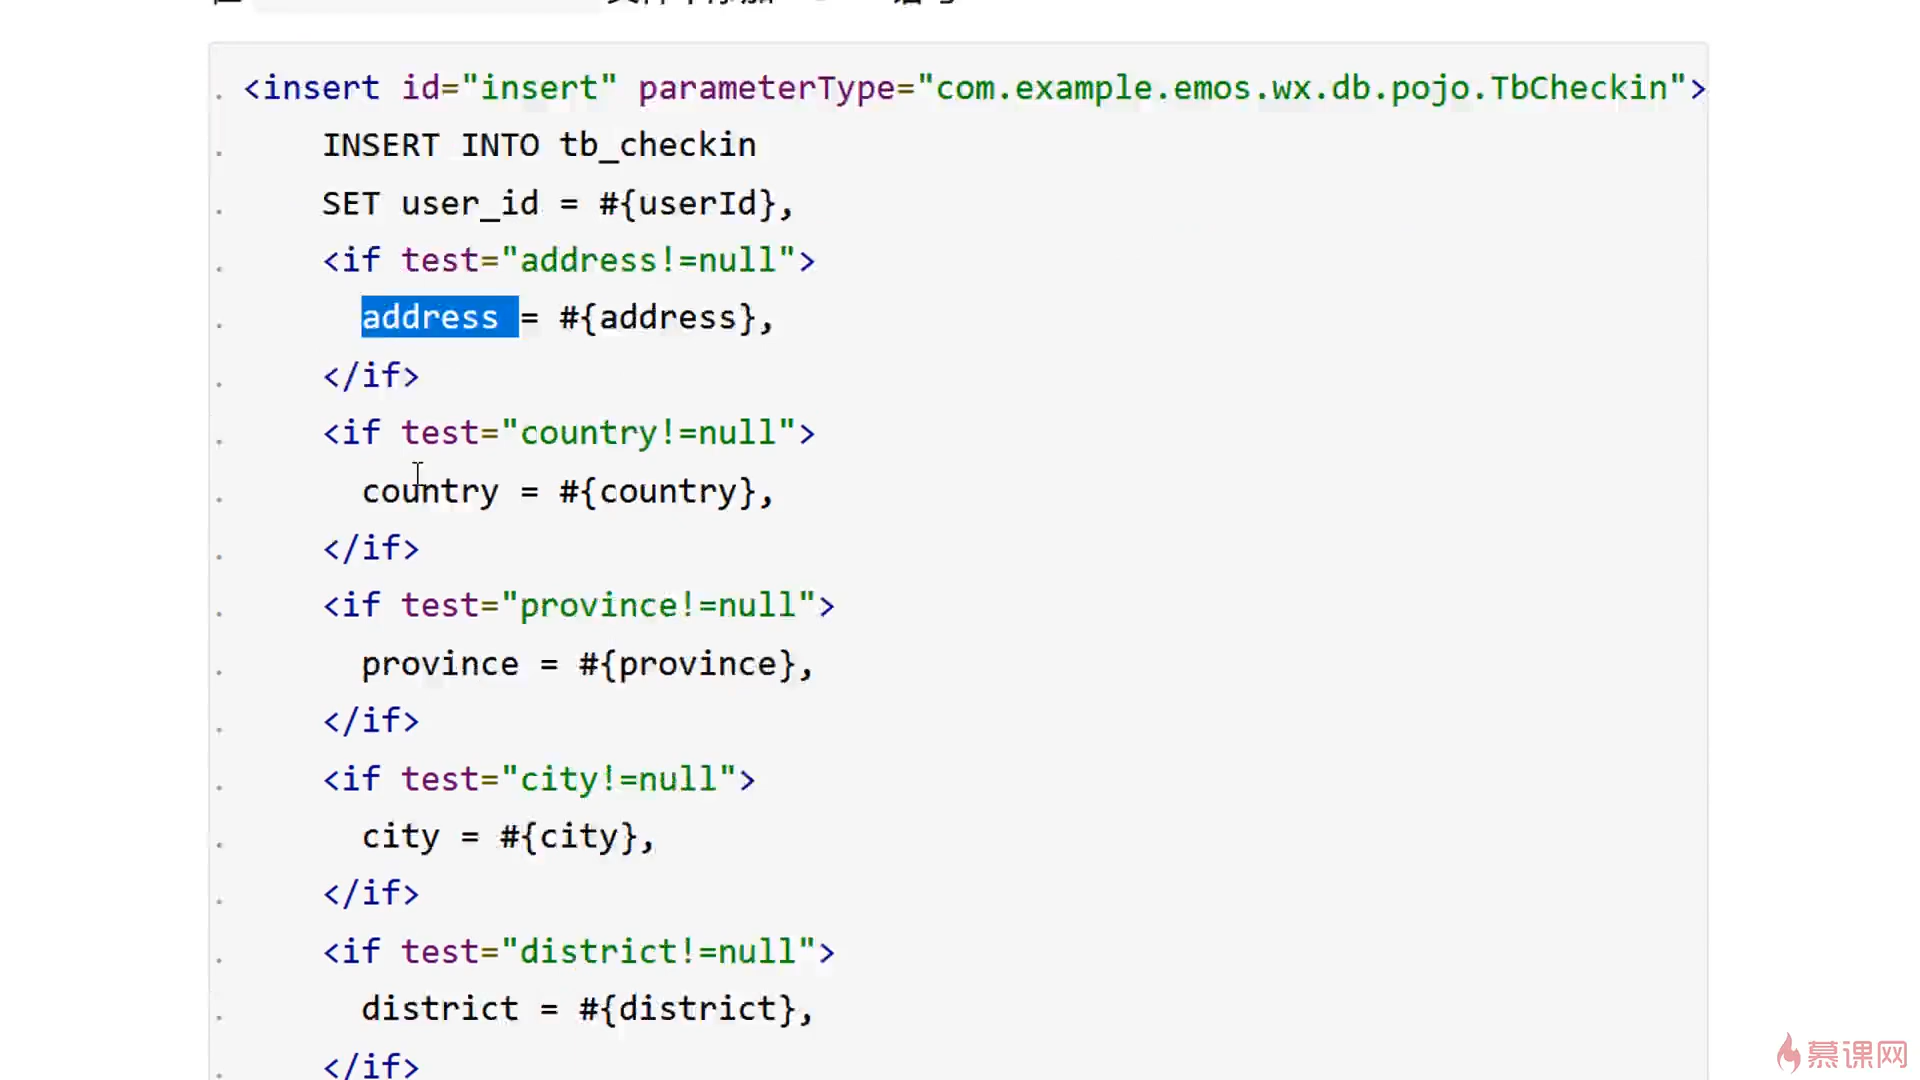 <insert id="insert" parameterType="com.example.emos.wx.db.pojo.TbCheckin">
INSERT INTO tb_checkin
SET user_id = #{userId},
<if test="address!=null">
address = #{address},
</if>
<if test="country!=null">
country = #{country},
</if>
<if test="province!=null">
province = #{province},
</if>
<if test="city!=null">
city = #{city},
</if>
<if test="district!=null">
district = #{district},
</if>
慕课网